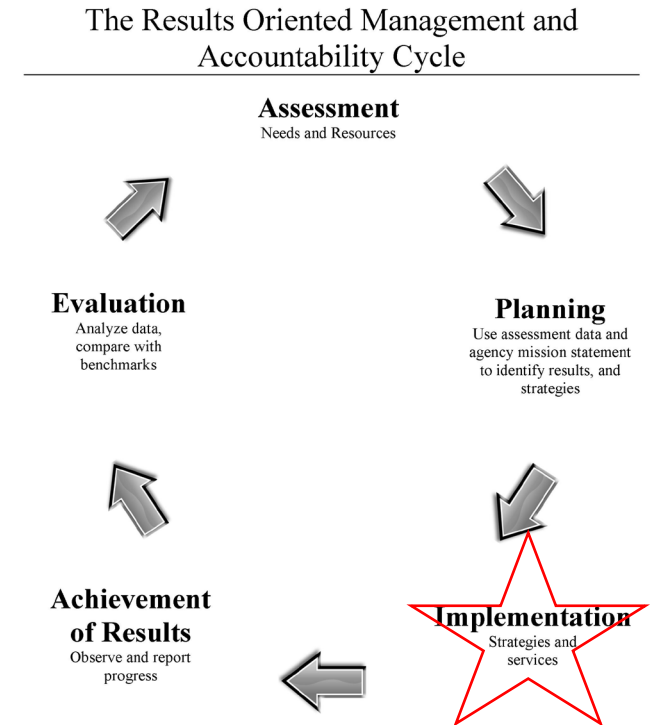 The Results Oriented Management and
Accountability Cycle
Assessment
Needs and Resources
Evaluation
Analyze data,
compare with
benchmarks
Planning
Use assessment data and
agency mission statement
to identify results, and
strategies
Achievement
of Results
Observe and report
progress
Implementation
Strategies and
services